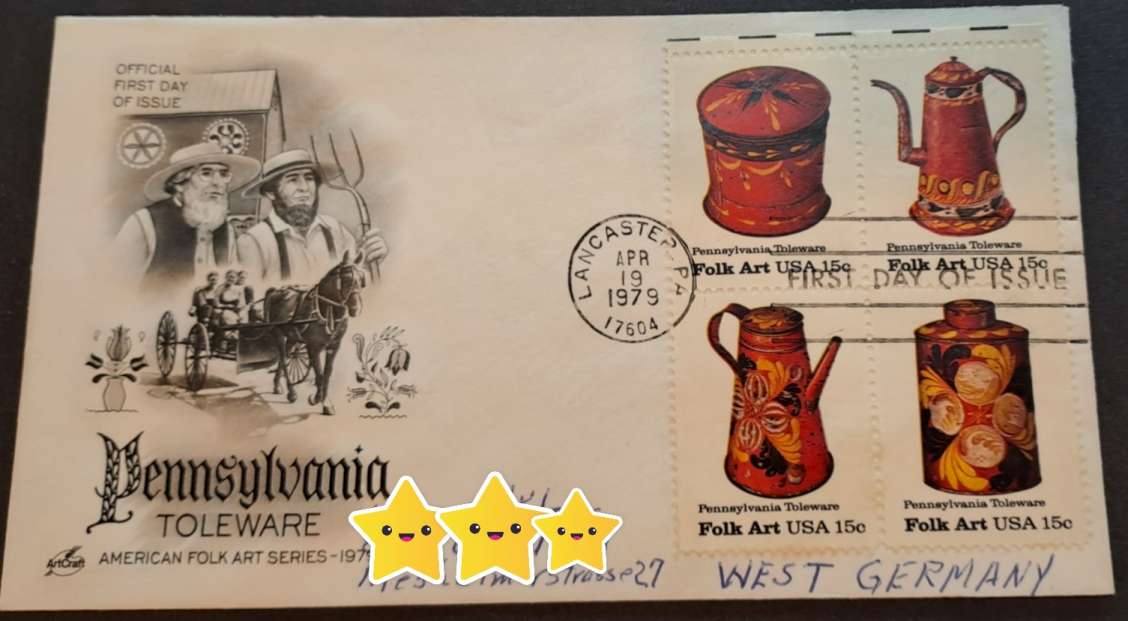 OFFICIAL
FIRST DAY
OF ISSUE
LANCASTER PA
APR
19
1979
17604
Pennsylvania Toleware
Folk Art USA 15c
Pennsylvania Toleware
Folk Art USA 15c
FIRST DAY OF ISSUE
Pennsylvania Toleware
Folk Art USA 15c
Pennsylvania Toleware
Folk Art USA 15c
Pennsylvania
TOLEWARE
AMERICAN FOLK ART SERIES-1979
ArtCraft
27 WEST GERMANY